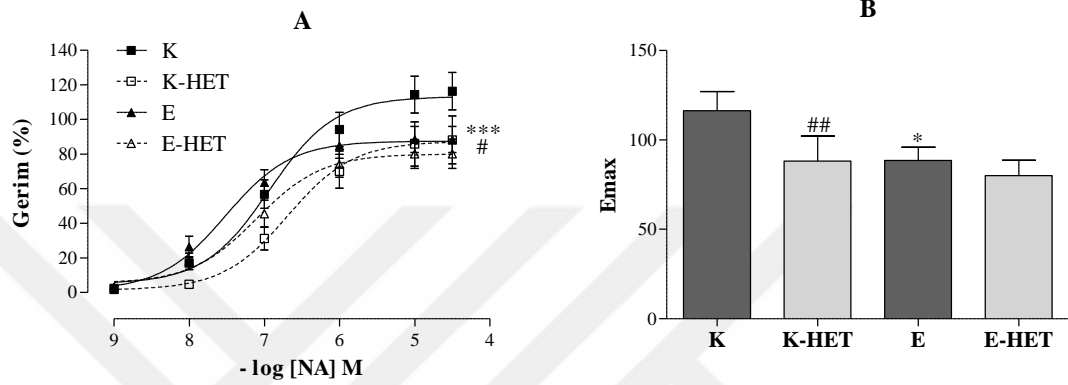 A
Gerim (%)
140
120
100
80
60
40
20
0
K
K-HET
E
E-HET
***
#
9
8
7
6
5
4
- log [NA] M
B
Emax
150
100
50
0
##
*
K
K-HET
E
E-HET